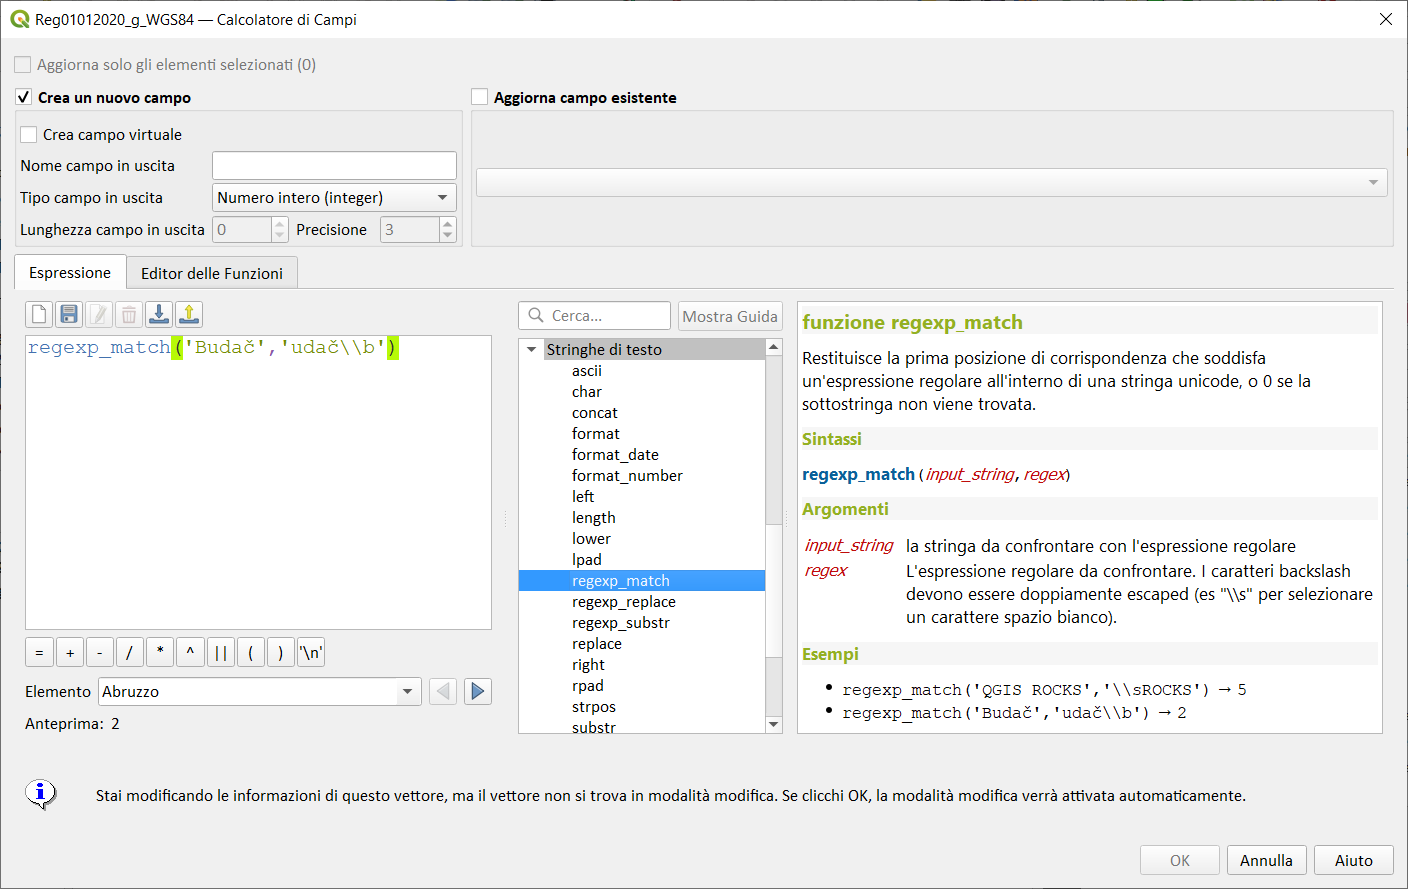 Reg01012020_g_WGS84 — Calcolatore di Campi
Aggiorna solo gli elementi selezionati (0)
Crea un nuovo campo
Aggiorna campo esistente
Crea campo virtuale
Nome campo in uscita
Tipo campo in uscita Numero intero (integer)
Lunghezza campo in uscita 0 Precisione 3
Espressione Editor delle Funzioni
Cerca... Mostra Guida
regexp_match('Budač','udač\\b')
= + - / * ^ || ( ) '\n'
Elemento Abruzzo
Anteprima: 2
Stringhe di testo
ascii
char
concat
format
format_date
format_number
left
length
lower
lpad
regexp_match
regexp_replace
regexp_substr
replace
right
rpad
strpos
substr
funzione regexp_match
Restituisce la prima posizione di corrispondenza che soddisfa
un'espressione regolare all'interno di una stringa unicode, o 0 se la
sottostringa non viene trovata.
Sintassi
regexp_match(input_string, regex)
Argomenti
input_string la stringa da confrontare con l'espressione regolare
regex L'espressione regolare da confrontare. I caratteri backslash
devono essere doppiamente escaped (es "\\s" per selezionare
un carattere spazio bianco).
Esempi
• regexp_match('QGIS ROCKS','\\sROCKS') → 5
• regexp_match('Budač','udač\\b') → 2
Stai modificando le informazioni di questo vettore, ma il vettore non si trova in modalità modifica. Se clicchi OK, la modalità modifica verrà attivata automaticamente.
OK Annulla Aiuto